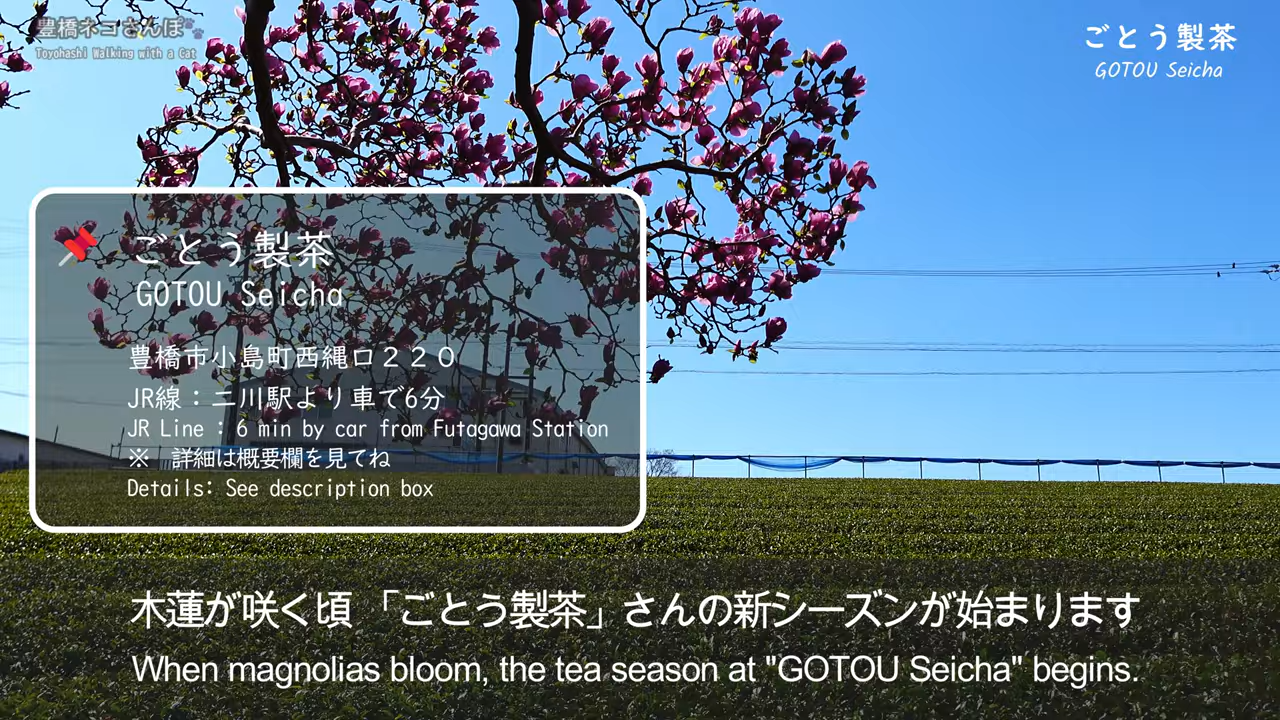 豊橋ネコさんぽ🐾
Toyohashi Walking with a Cat
ごとう製茶
GOTOU Seicha
ごとう製茶
GOTOU Seicha
豊橋市小島町西縄口２２０
JR線：二川駅より車で6分
JR Line : 6 min by car from Futagawa Station
※　詳細は概要欄を見てね
Details: See description box
木蓮が咲く頃 「ごとう製茶」さんの新シーズンが始まります
When magnolias bloom, the tea season at "GOTOU Seicha" begins.